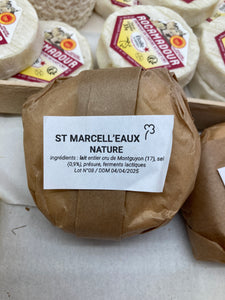 ROCAMADOUR
ROCAMADOUR
ROCAMADOUR
ST MARCELL'EAUX
NATURE
Ingrédients : lait entier cru de Montguyon (17), sel
(0,9%), présure, ferments lactiques
Lot N°08 / DDM 04/04/2025